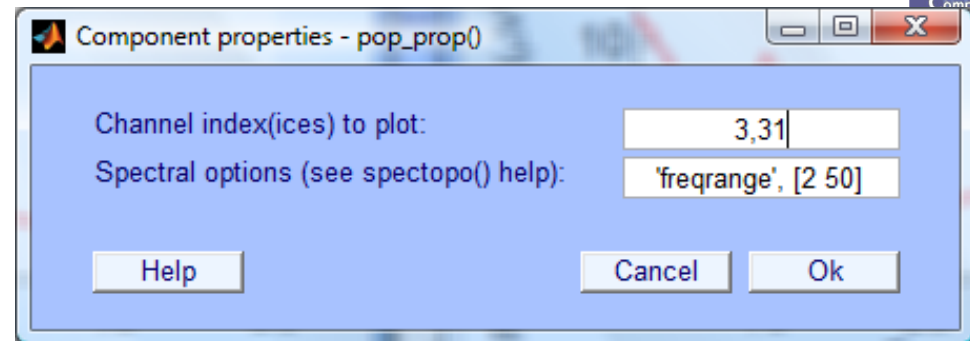 Component properties - pop_prop()
Channel index(ices) to plot: 3,31
Spectral options (see spectopo() help): 'freqrange', [2 50]
Help Cancel Ok